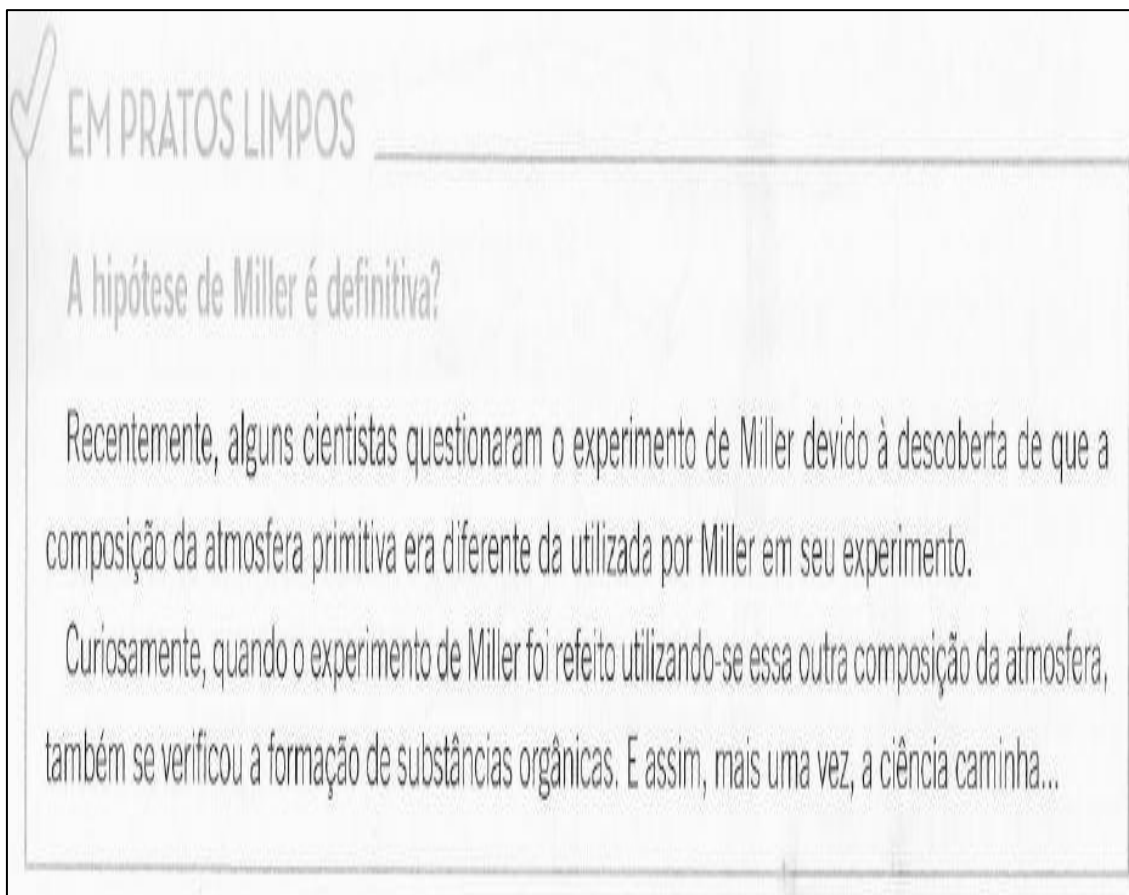 EM PRATOS LIMPOS
A hipótese de Miller é definitiva?
Recentemente, alguns cientistas questionaram o experimento de Miller devido à descoberta de que a
composição da atmosfera primitiva era diferente da utilizada por Miller em seu experimento.
Curiosamente, quando o experimento de Miller foi refeito utilizando-se essa outra composição da atmosfera,
também se verificou a formação de substâncias orgânicas. E assim, mais uma vez, a ciência caminha...